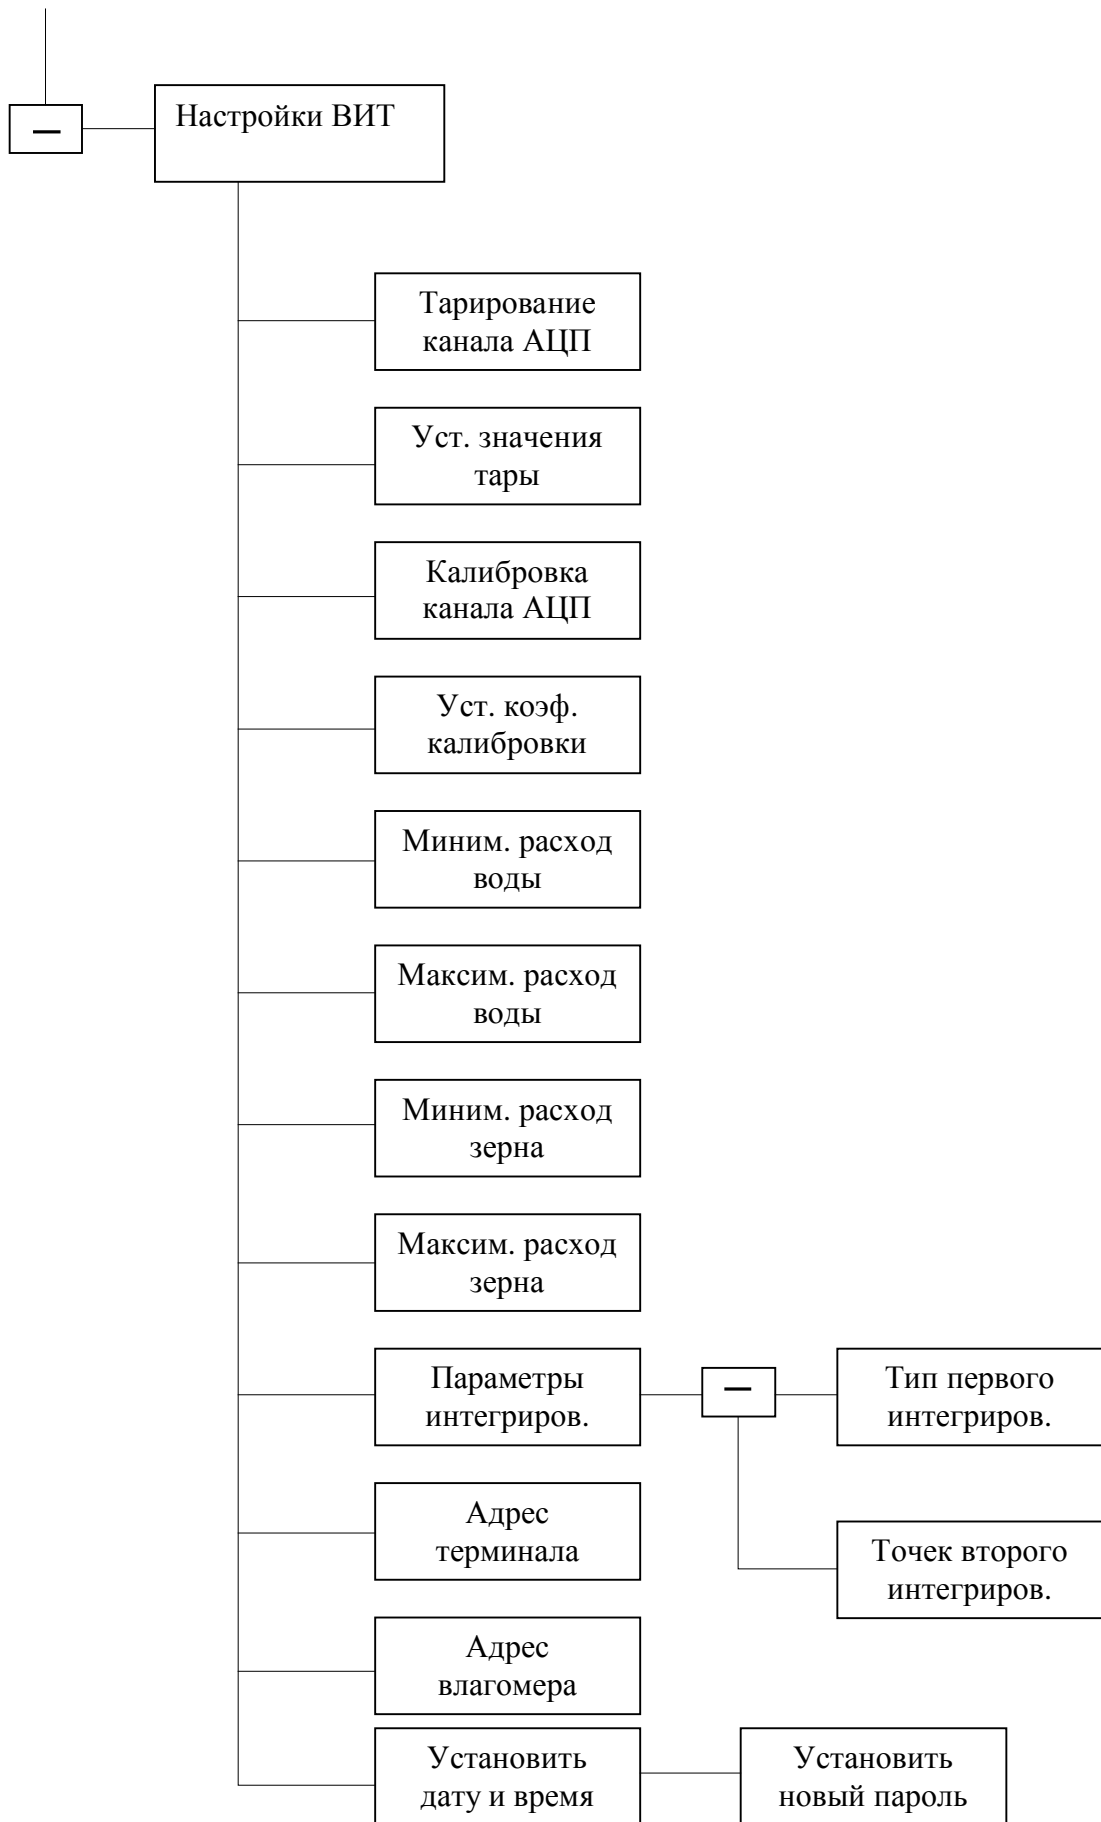 Настройки ВИТ
Тарирование
канала АЦП
Уст. значения
тары
Калибровка
канала АЦП
Уст. коэф.
калибровки
Миним. расход
воды
Максим. расход
воды
Миним. расход
зерна
Максим. расход
зерна
Параметры
интегриров.
Тип первого
интегриров.
Адрес
терминала
Точек второго
интегриров.
Адрес
влагомера
Установить
дату и время
Установить
новый пароль